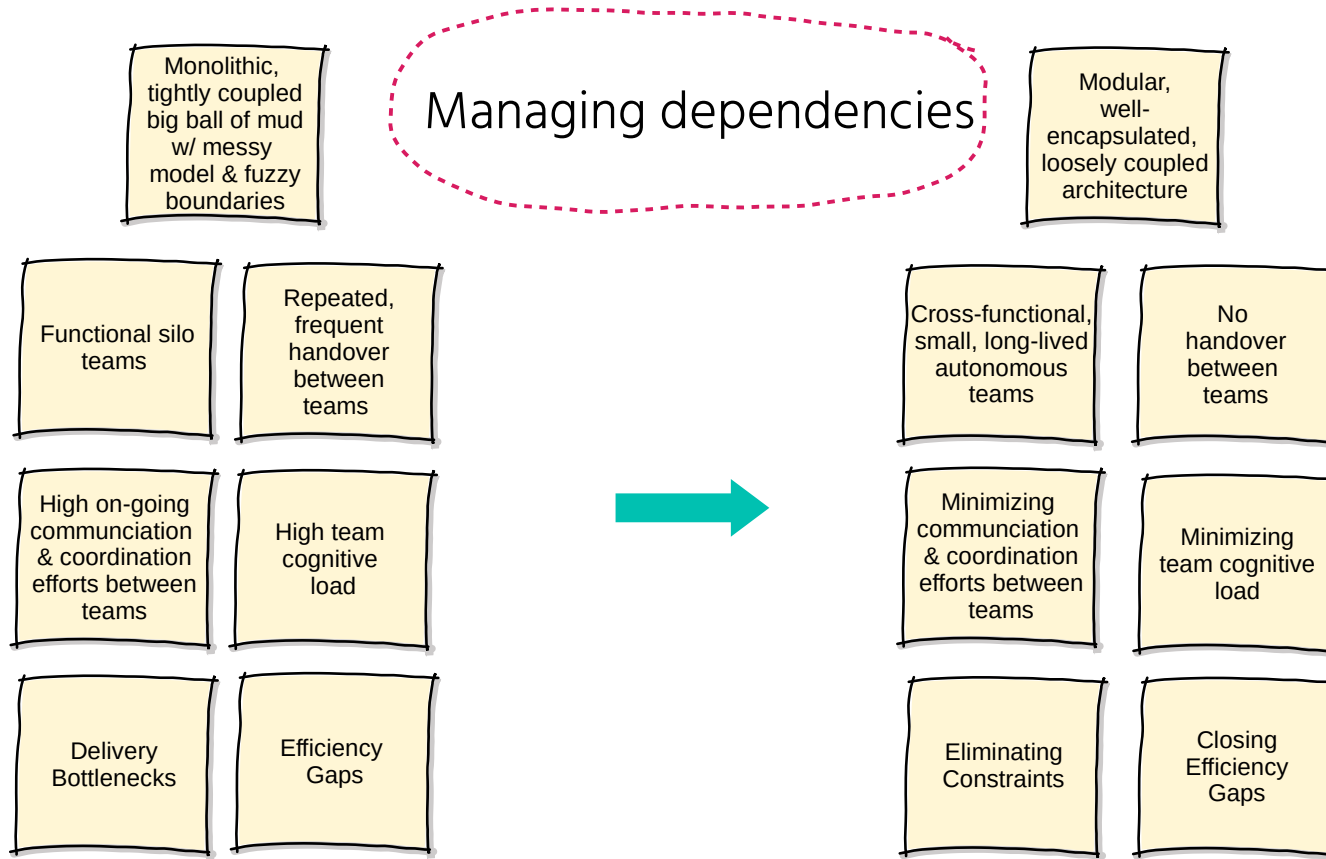 Monolithic,
tightly coupled
big ball of mud
w/ messy
model & fuzzy
boundaries
Managing dependencies
Modular,
well-
encapsulated,
loosely coupled
architecture
Functional silo
teams
Repeated,
frequent
handover
between
teams
Cross-functional,
small, long-lived
autonomous
teams
No
handover
between
teams
High on-going
communciation
& coordination
efforts between
teams
High team
cognitive
load
Minimizing
communciation
& coordination
efforts between
teams
Minimizing
team cognitive
load
Delivery
Bottlenecks
Efficiency
Gaps
Eliminating
Constraints
Closing
Efficiency
Gaps